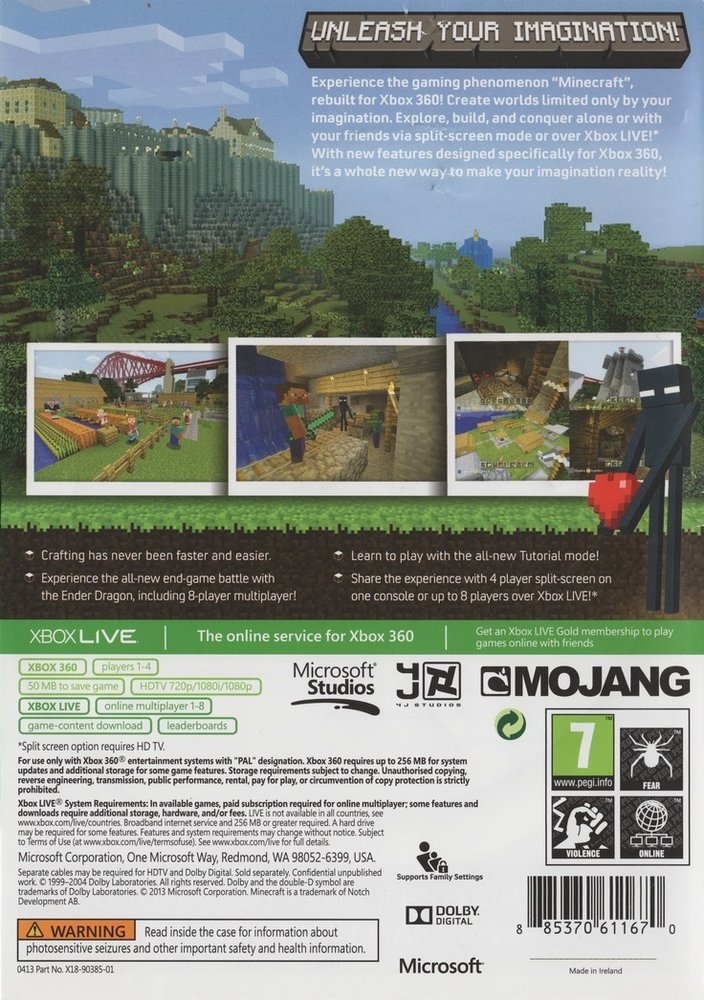 UNLEASH YOUR IMAGINATION!
Experience the gaming phenomenon “Minecraft”,
rebuilt for Xbox 360! Create worlds limited only by your
imagination. Explore, build, and conquer alone or with
your friends via split-screen mode or over Xbox LIVE!*
With new features designed specifically for Xbox 360,
it's a whole new way to make your imagination reality!
Crafting has never been faster and easier.
Experience the all-new end-game battle with
the Ender Dragon, including 8-player multiplayer!
Learn to play with the all-new Tutorial mode!
Share the experience with 4 player split-screen on
one console or up to 8 players over Xbox LIVE!*
XBOX LIVE
The online service for Xbox 360
Get an Xbox LIVE Gold membership to play
games online with friends
XBOX 360
players 1-4
50 MB to save game
HDTV 720p/1080i/1080p
XBOX LIVE
online multiplayer 1-8
game-content download
leaderboards
Microsoft®
Studios
4J STUDIOS
MOJANG
*Split screen option requires HD TV.
For use only with Xbox 360® entertainment systems with "PAL" designation. Xbox 360 requires up to 256 MB for system
updates and additional storage for some game features. Storage requirements subject to change. Unauthorised copying,
reverse engineering, transmission, public performance, rental, pay for play, or circumvention of copy protection is strictly
prohibited.
Xbox LIVE® System Requirements: In available games, paid subscription required for online multiplayer; some features and
downloads require additional storage, hardware, and/or fees. LIVE is not available in all countries, see
www.xbox.com/live/countries. Broadband internet service and 256 MB or greater required. A hard drive
may be required for some features. Features and system requirements may change without notice. Subject
to Terms of Use (at www.xbox.com/live/termsofuse). See www.xbox.com/live for full details.
Microsoft Corporation, One Microsoft Way, Redmond, WA 98052-6399, USA.
Separate cables may be required for HDTV and Dolby Digital. Sold separately. Confidential unpublished
work. © 1999–2004 Dolby Laboratories. All rights reserved. Dolby and the double-D symbol are
trademarks of Dolby Laboratories. © 2013 Microsoft Corporation. Minecraft is a trademark of Notch
Development AB.
WARNING Read inside the case for information about
photosensitive seizures and other important safety and health information.
0413 Part No. X18-90385-01
Supports Family Settings
DOLBY
DIGITAL
Microsoft®
7
www.pegi.info
FEAR
VIOLENCE
ONLINE
8 85370 61167 0
Made in Ireland